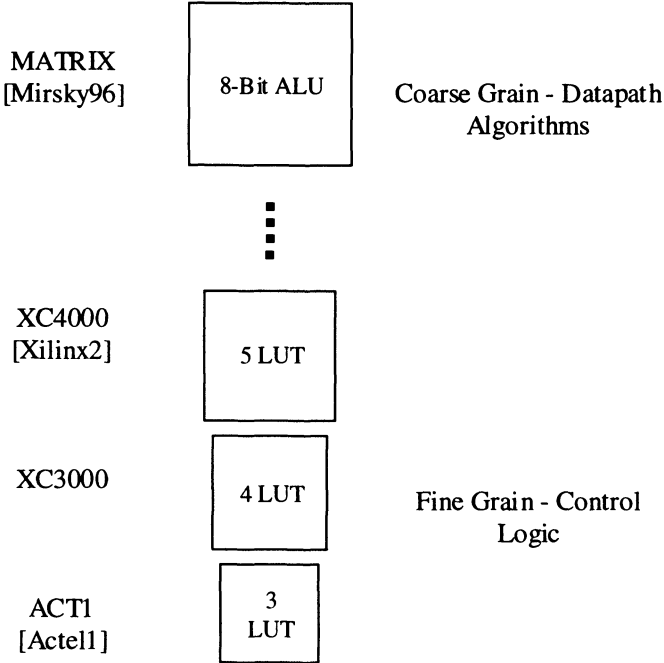 MATRIX
[Mirsky96]
8-Bit ALU
Coarse Grain - Datapath
Algorithms
XC4000
[Xilinx2]
5 LUT
XC3000
4 LUT
Fine Grain - Control
Logic
ACT1
[Actel1]
3
LUT